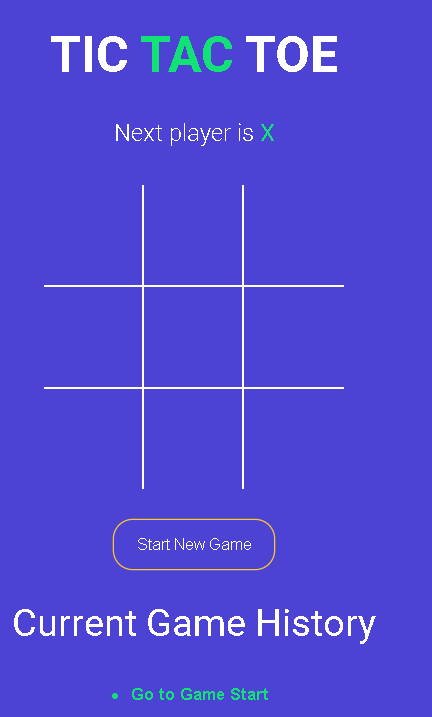 TIC TAC TOE
Next player is X
Start New Game
Current Game History
Go to Game Start